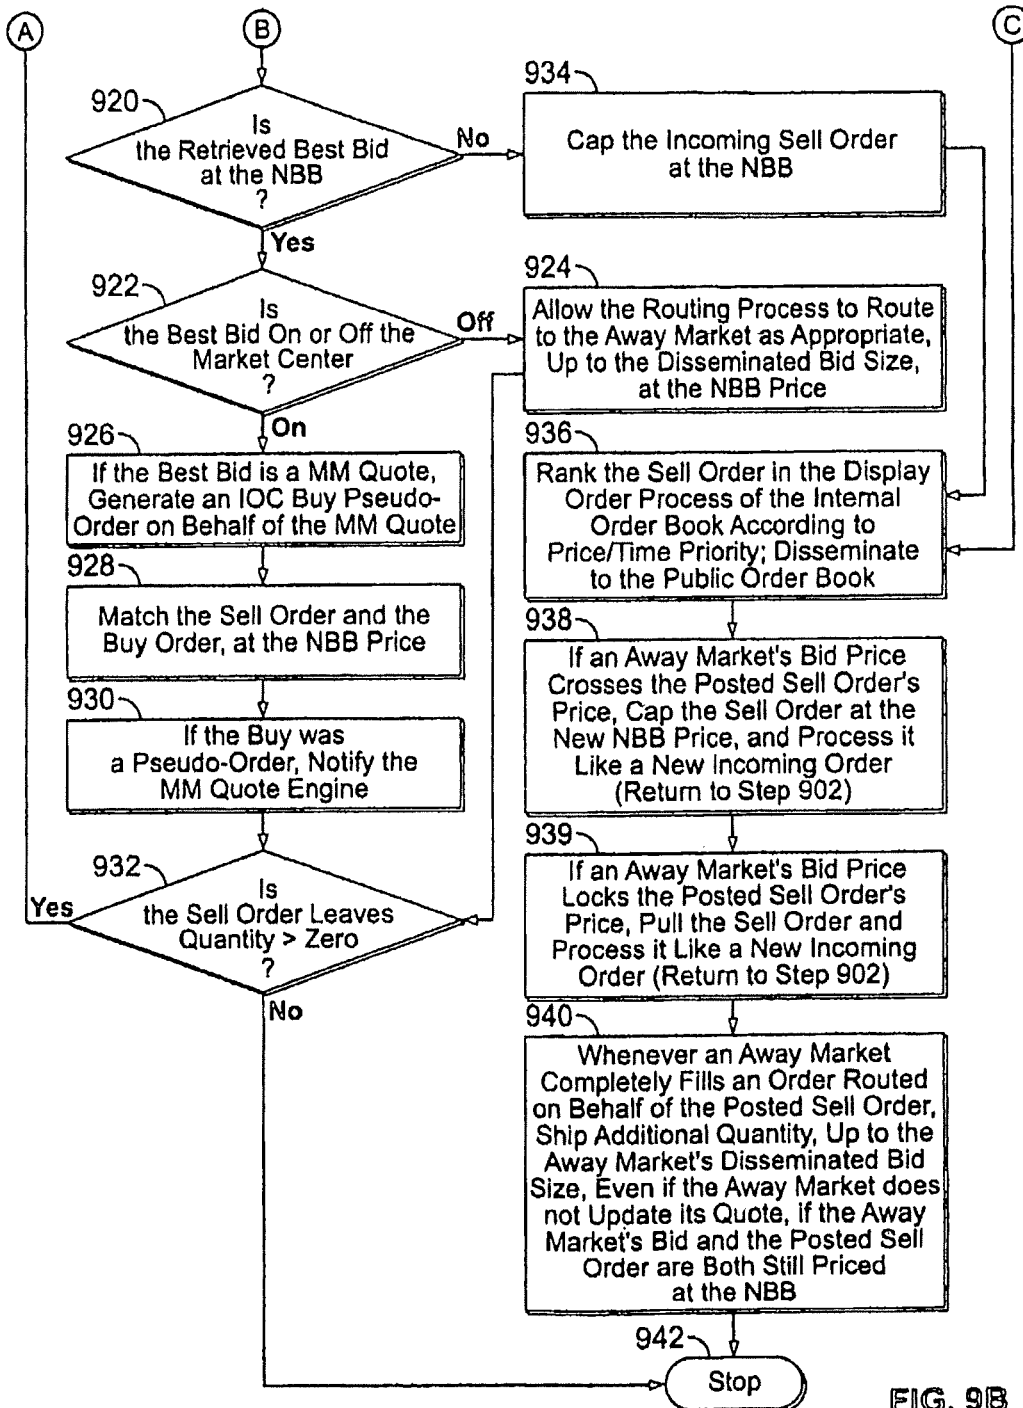 A
B
C
920
Is
the Retrieved Best Bid
at the NBB
?
No
Yes
934
Cap the Incoming Sell Order
at the NBB
922
Is
the Best Bid On or Off the
Market Center
?
Off
On
924
Allow the Routing Process to Route
to the Away Market as Appropriate,
Up to the Disseminated Bid Size,
at the NBB Price
926
If the Best Bid is a MM Quote,
Generate an IOC Buy Pseudo-
Order on Behalf of the MM Quote
928
Match the Sell Order and the
Buy Order, at the NBB Price
930
If the Buy was
a Pseudo-Order, Notify the
MM Quote Engine
932
Is
the Sell Order Leaves
Quantity > Zero
?
Yes
No
936
Rank the Sell Order in the Display
Order Process of the Internal
Order Book According to
Price/Time Priority; Disseminate
to the Public Order Book
938
If an Away Market's Bid Price
Crosses the Posted Sell Order's
Price, Cap the Sell Order at the
New NBB Price, and Process it
Like a New Incoming Order
(Return to Step 902)
939
If an Away Market's Bid Price
Locks the Posted Sell Order's
Price, Pull the Sell Order and
Process it Like a New Incoming
Order (Return to Step 902)
940
Whenever an Away Market
Completely Fills an Order Routed
on Behalf of the Posted Sell Order,
Ship Additional Quantity, Up to the
Away Market's Disseminated Bid
Size, Even if the Away Market does
not Update its Quote, if the Away
Market's Bid and the Posted Sell
Order are Both Still Priced
at the NBB
942
Stop
FIG. 9B